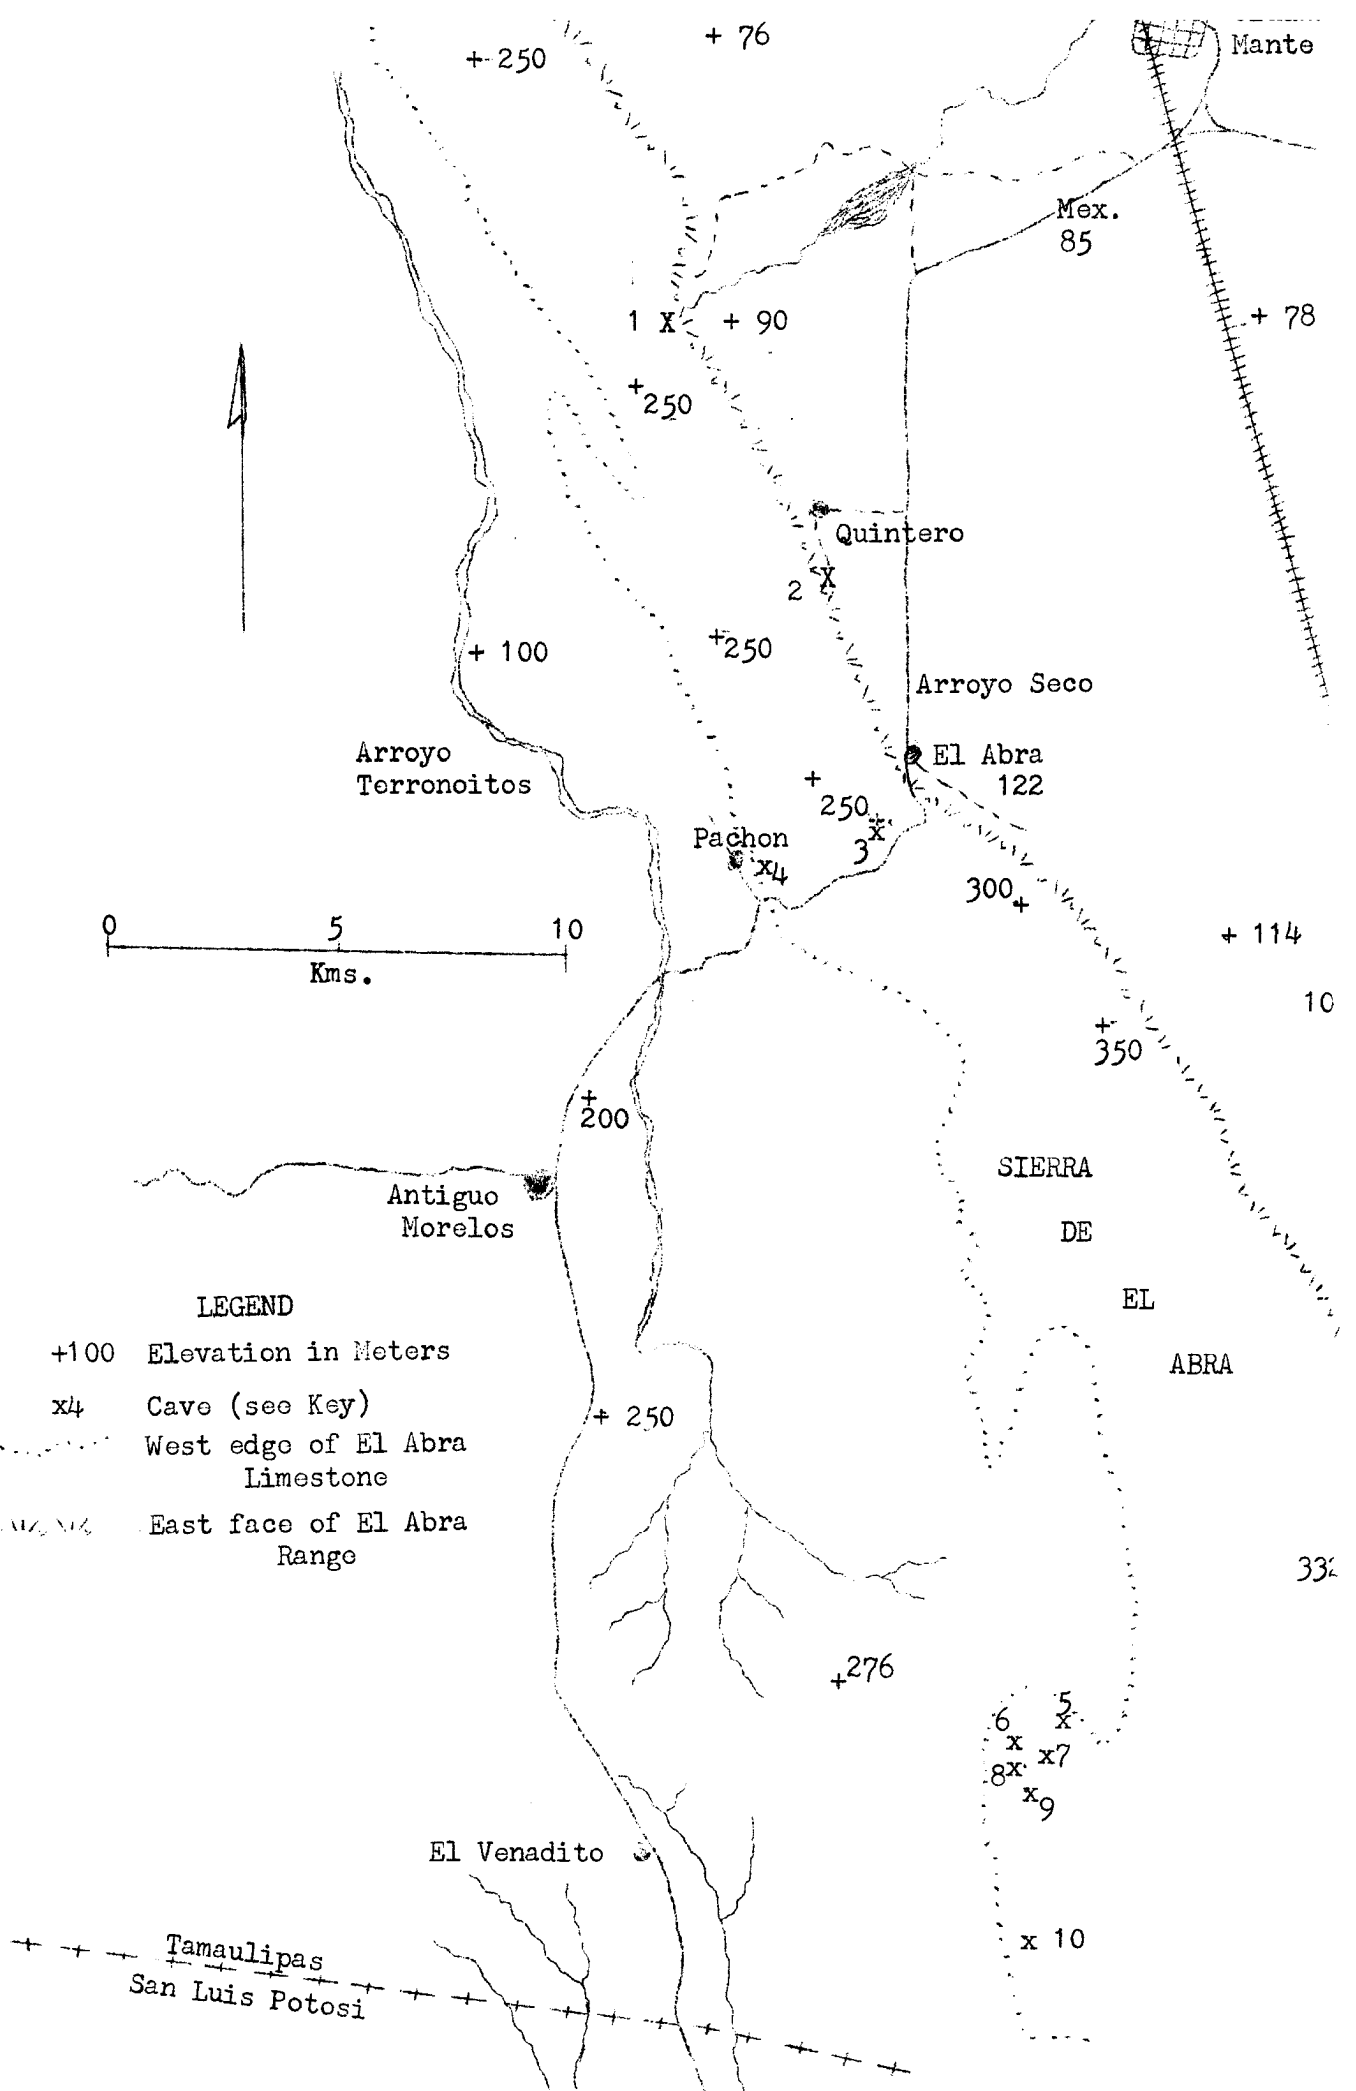 + 76
+ 250
Mante
Mex.
85
1 X
+ 90
+ 78
+
250
Quintero
2 X
+ 100
+250
Arroyo Seco
Arroyo
Terronoitos
El Abra
122
+
250
Pachon
x
3
x4
300
+
0 5 10
Kms.
+ 114
10
+
350
+
200
SIERRA
DE
EL
ABRA
Antiguo
Morelos
LEGEND
+100 Elevation in Meters
x4 Cave (see Key)
West edge of El Abra
Limestone
East face of El Abra
Range
+ 250
+276
5
x
6
x
x7
8x
x9
El Venadito
x 10
Tamaulipas
San Luis Potosi